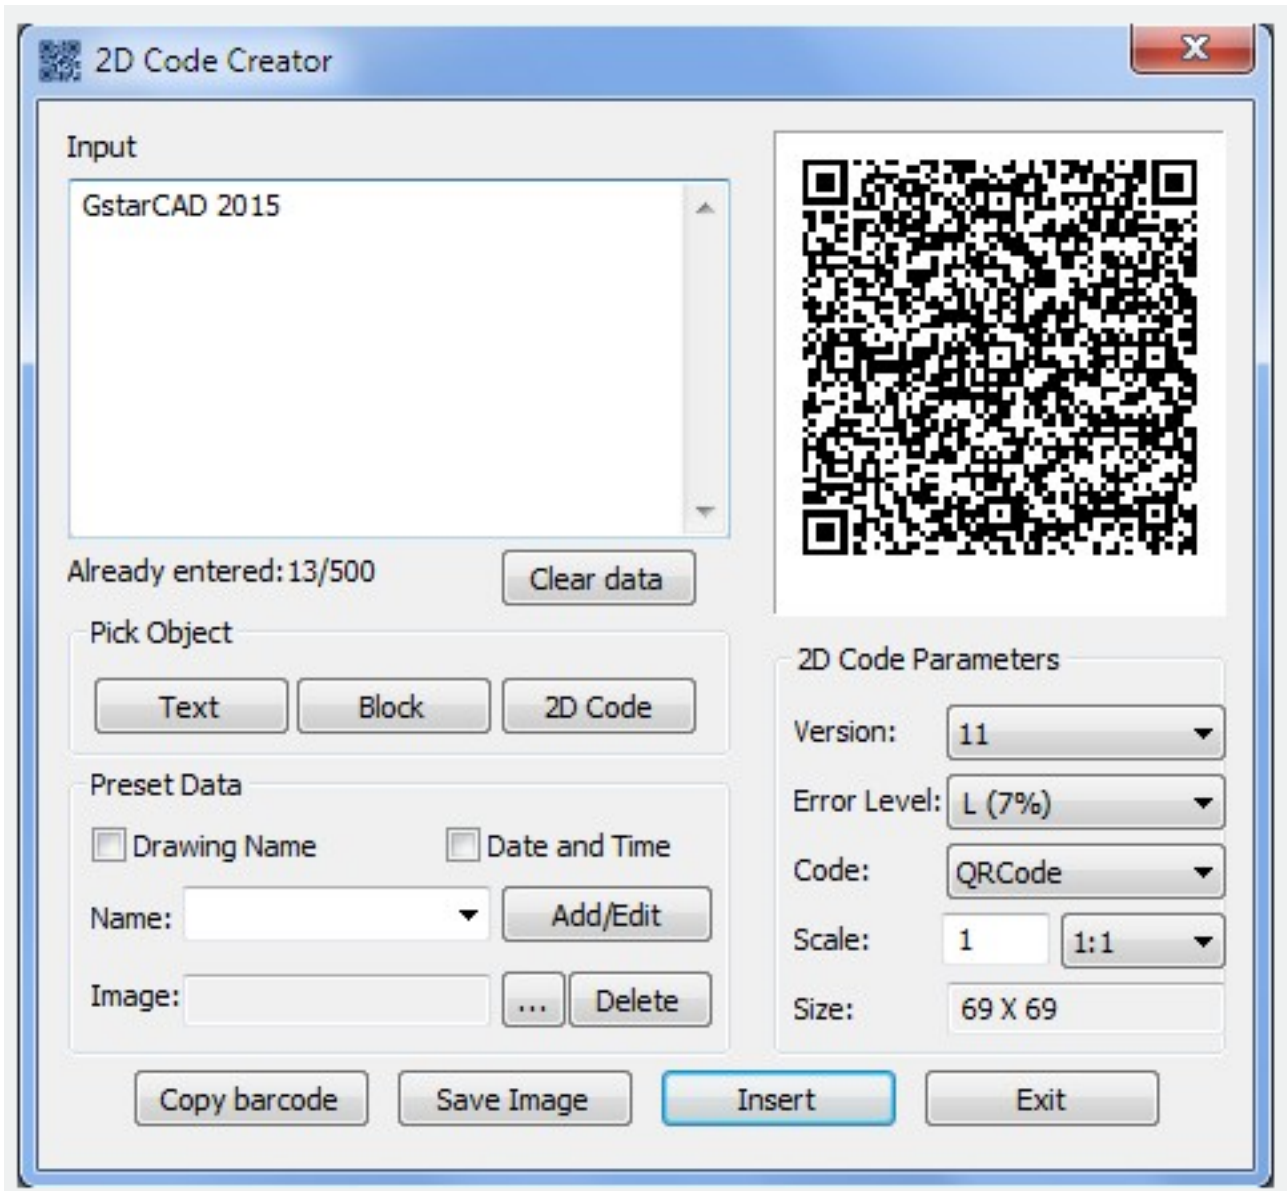 2D Code Creator
Input
GstarCAD 2015
Already entered: 13/500
Clear data
Pick Object
Text
Block
2D Code
Preset Data
Drawing Name
Date and Time
Name:
Add/Edit
Image:
...
Delete
2D Code Parameters
Version: 11
Error Level: L (7%)
Code: QRCode
Scale: 1 1:1
Size: 69 X 69
Copy barcode
Save Image
Insert
Exit